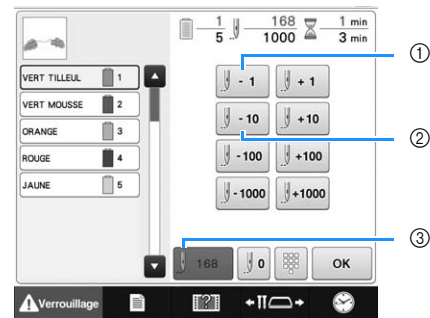 1 168 1 min
5 1000 3 min
VERT TILLEUL 1
VERT MOUSSE 2
ORANGE 3
ROUGE 4
JAUNE 5
- 1 + 1
- 10 +10
-100 +100
-1000 +1000
168 0 OK
Verrouillage
?
①
②
③